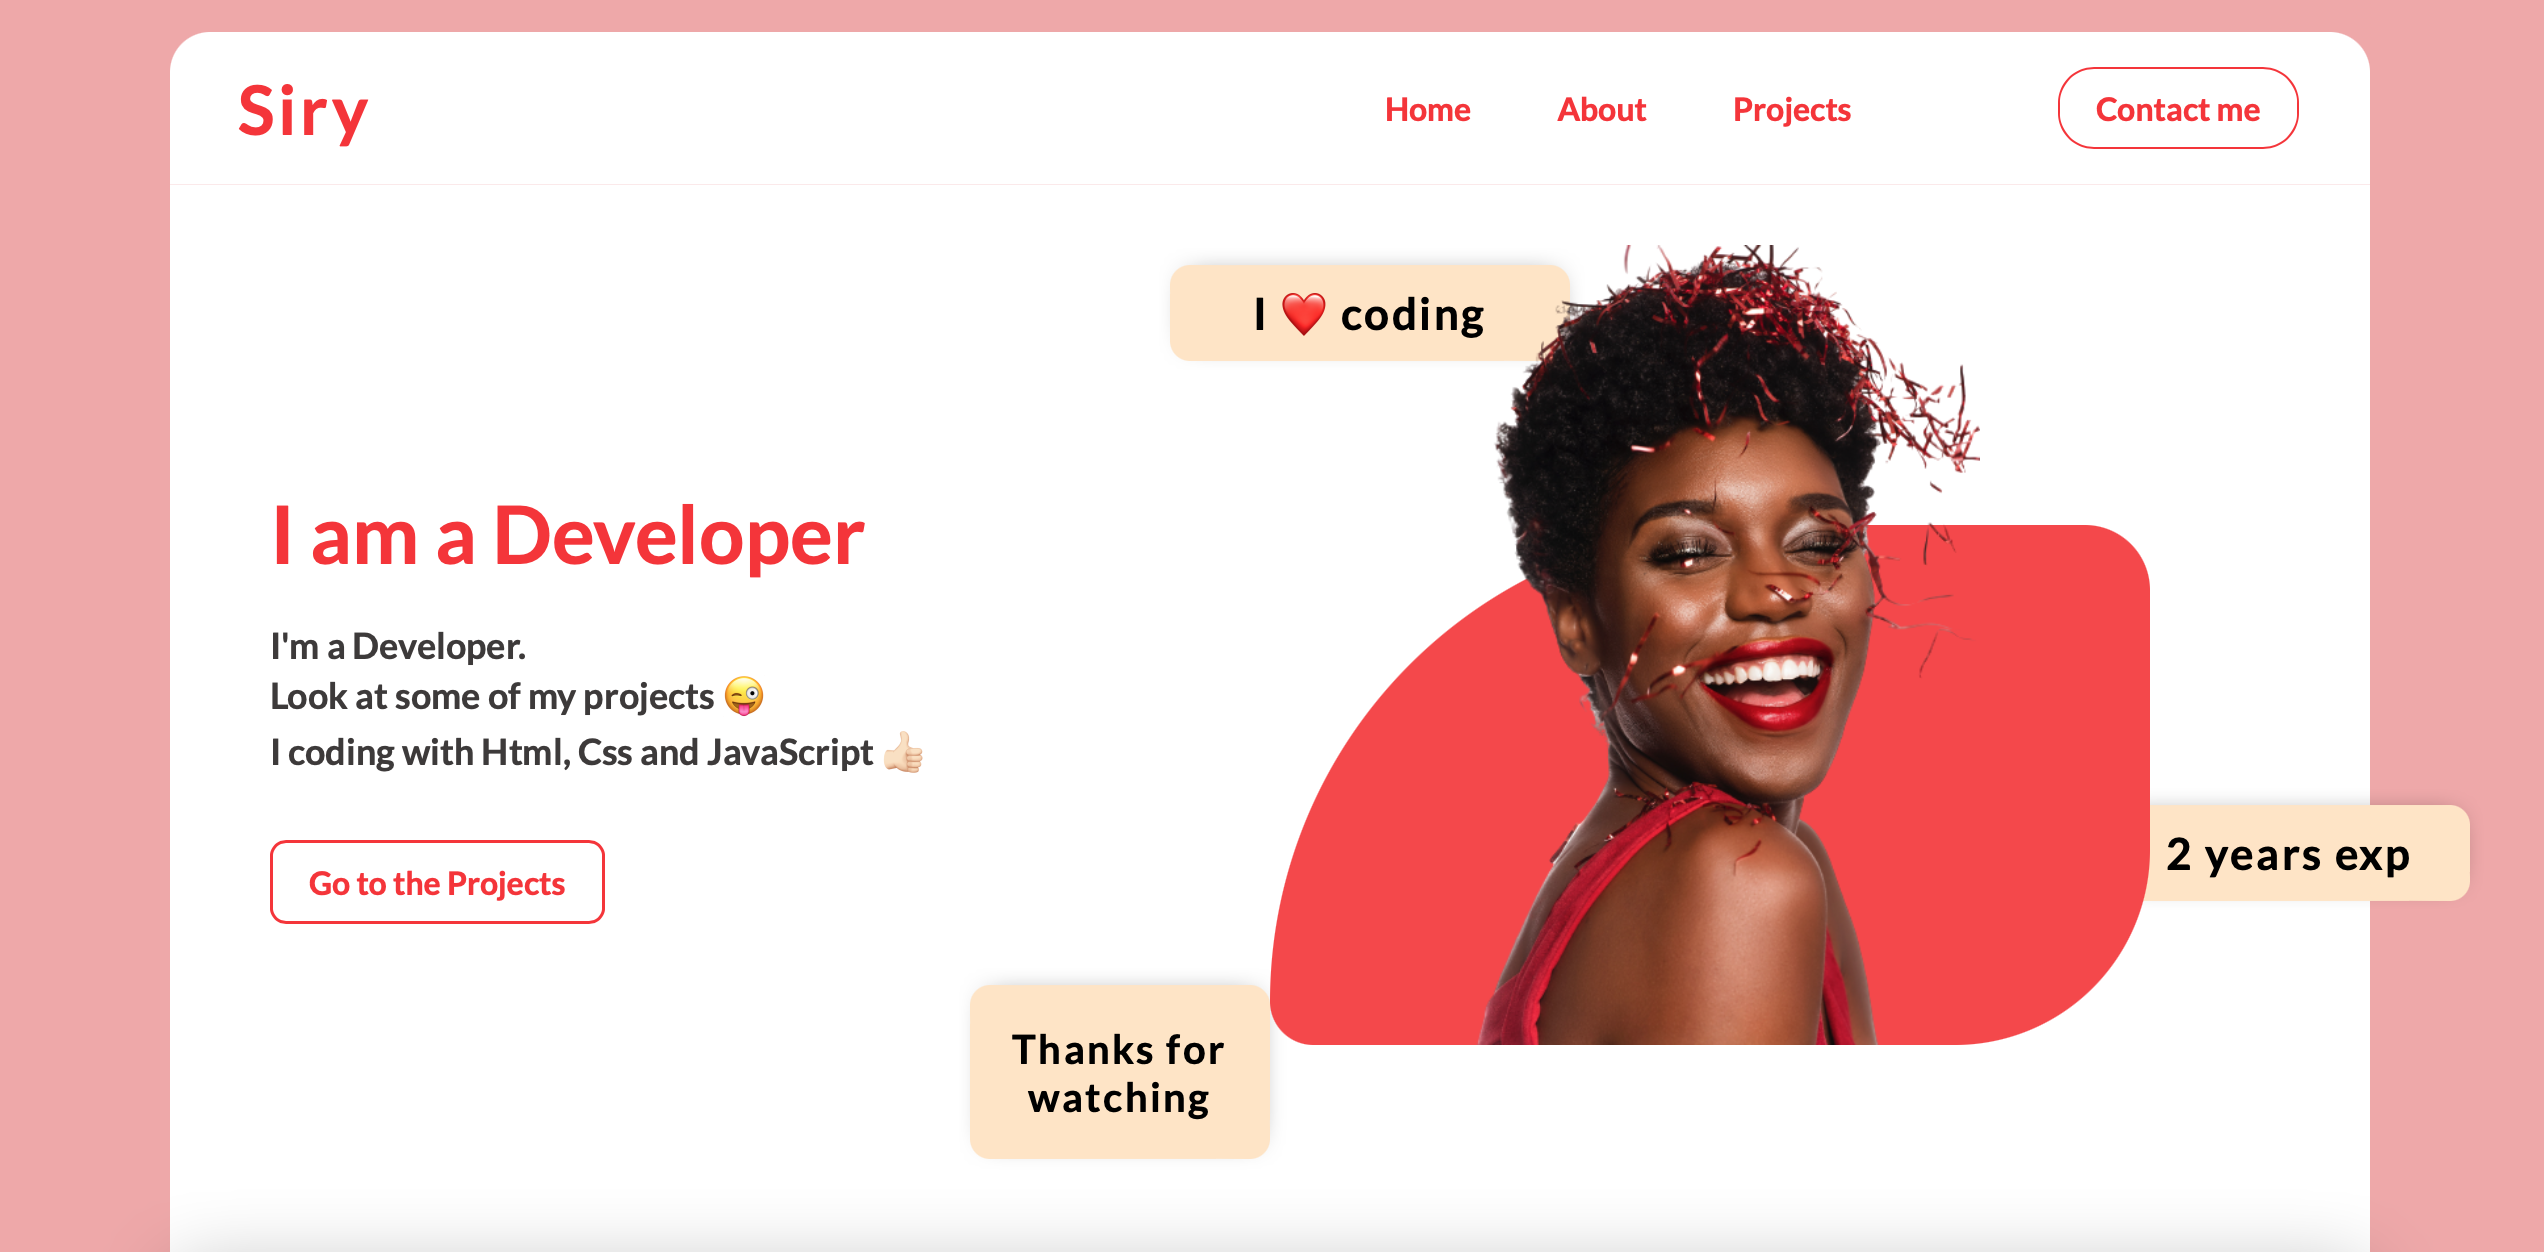 Siry
Home
About
Projects
Contact me
I ❤️ coding
I am a Developer
I'm a Developer.
Look at some of my projects 😜
I coding with Html, Css and JavaScript 👍🏻
Go to the Projects
2 years exp
Thanks for
watching